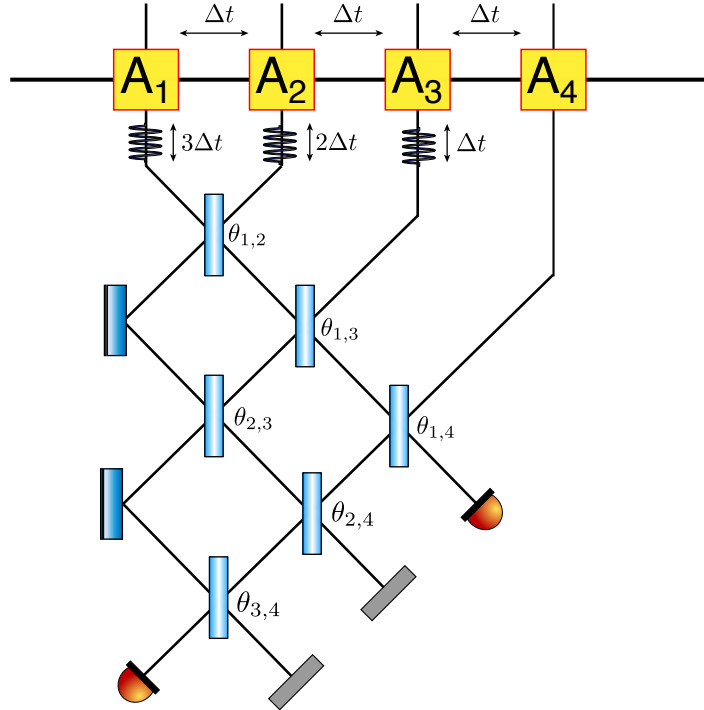 Δt Δt Δt
A₁ A₂ A₃ A₄
3Δt 2Δt Δt
θ₁,₂
θ₁,₃
θ₂,₃ θ₁,₄
θ₂,₄
θ₃,₄